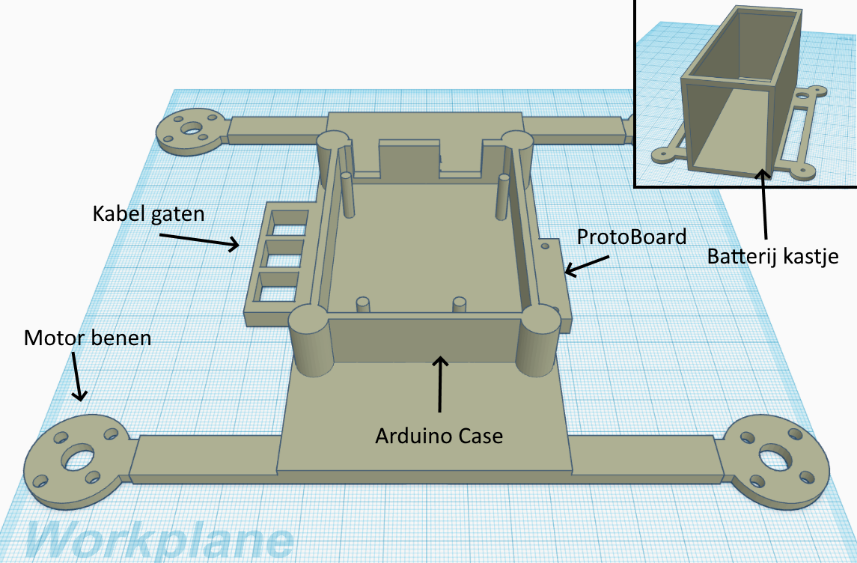 Kabel gaten
ProtoBoard
Batterij kastje
Motor benen
Arduino Case
Workplane